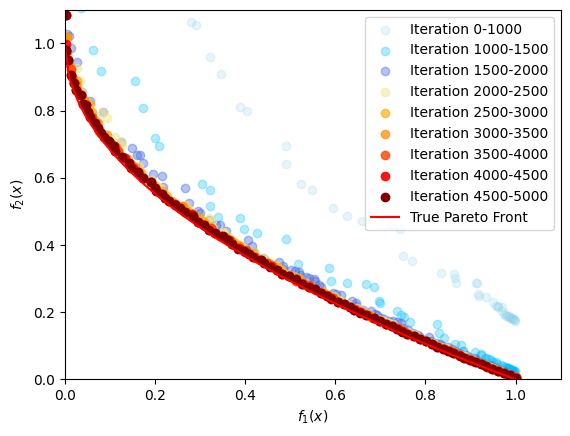 Iteration 0-1000
Iteration 1000-1500
Iteration 1500-2000
Iteration 2000-2500
Iteration 2500-3000
Iteration 3000-3500
Iteration 3500-4000
Iteration 4000-4500
Iteration 4500-5000
True Pareto Front
1.0
0.8
0.6
0.4
0.2
0.0
f₂(x)
0.0 0.2 0.4 0.6 0.8 1.0
f₁(x)